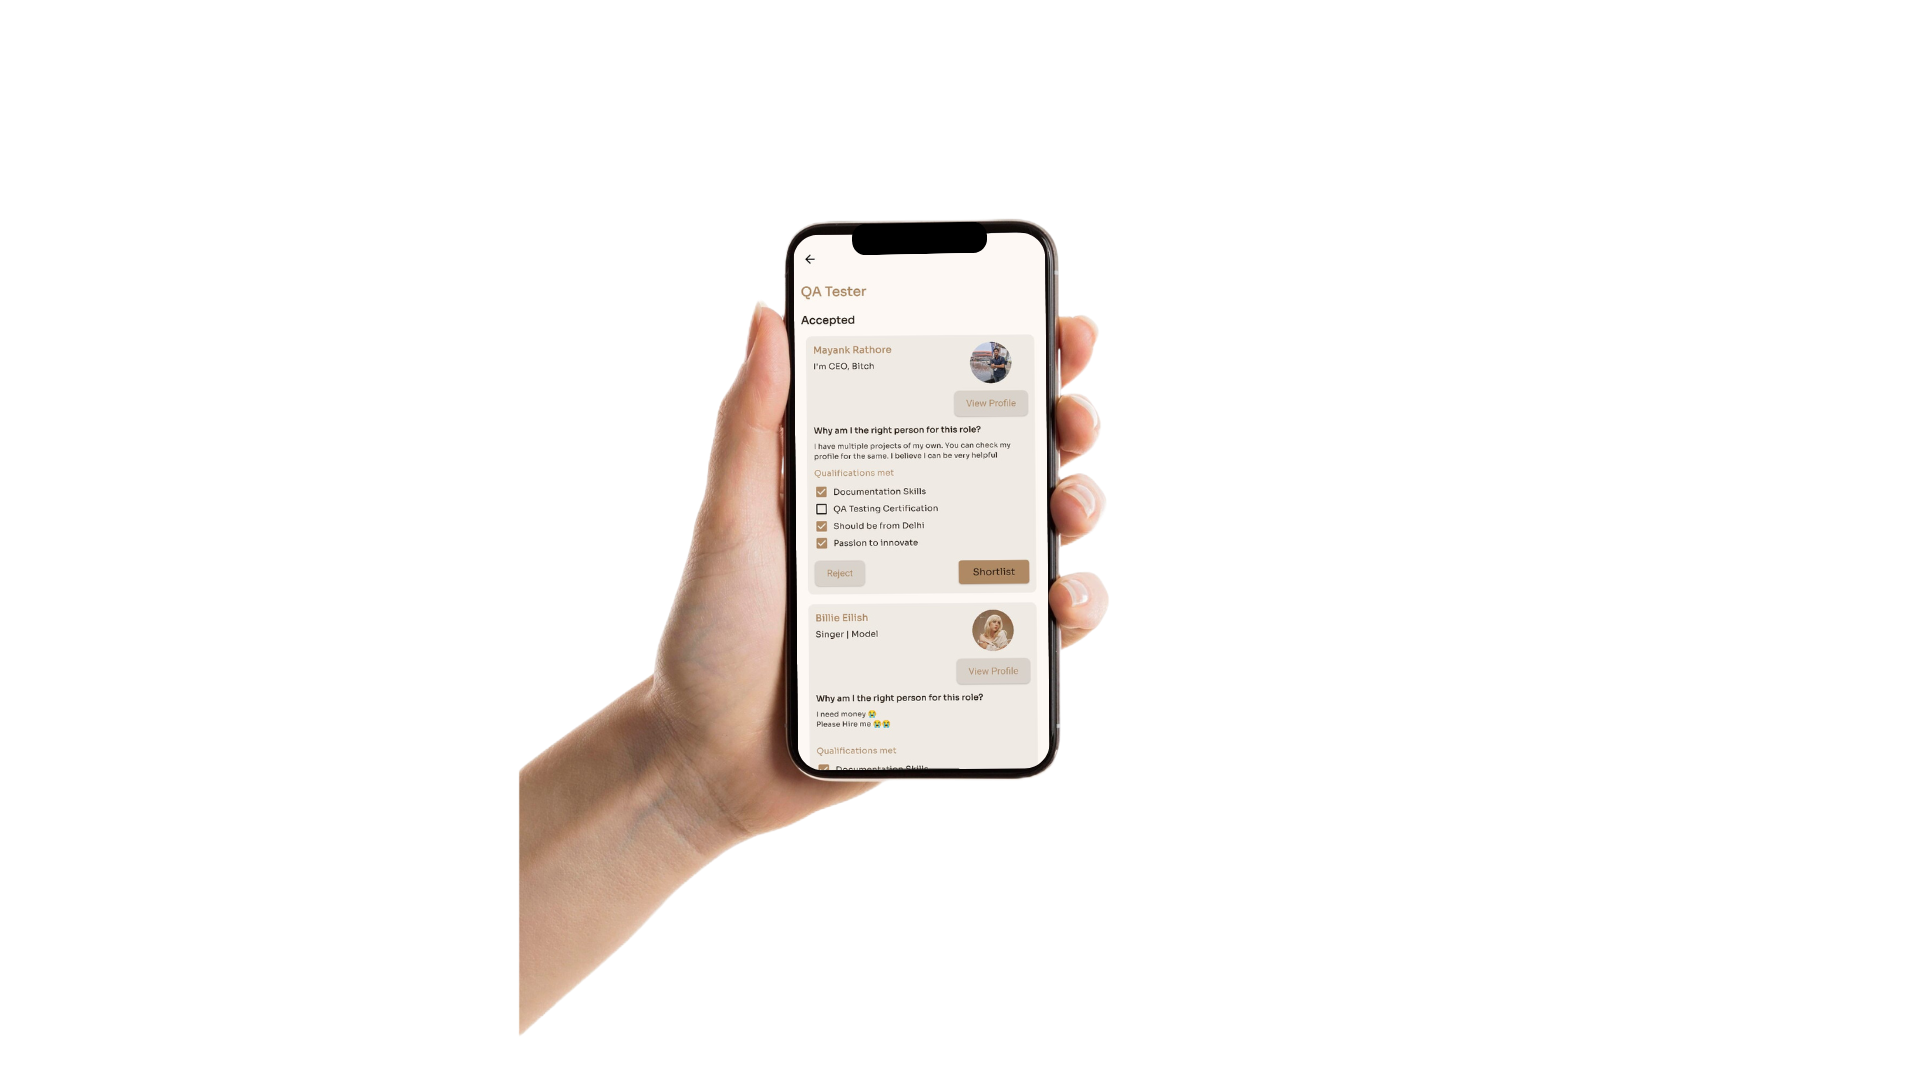 QA Tester
Accepted
Mayank Rathore
I'm CEO, Bitch
View Profile
Why am I the right person for this role?
I have multiple projects of my own. You can check my
profile for the same. I believe I can be very helpful
Qualifications met
Documentation Skills
QA Testing Certification
Should be from Delhi
Passion to innovate
Reject
Shortlist
Billie Eilish
Singer | Model
View Profile
Why am I the right person for this role?
I need money 😭
Please Hire me 😭😭
Qualifications met
Documentation Skills